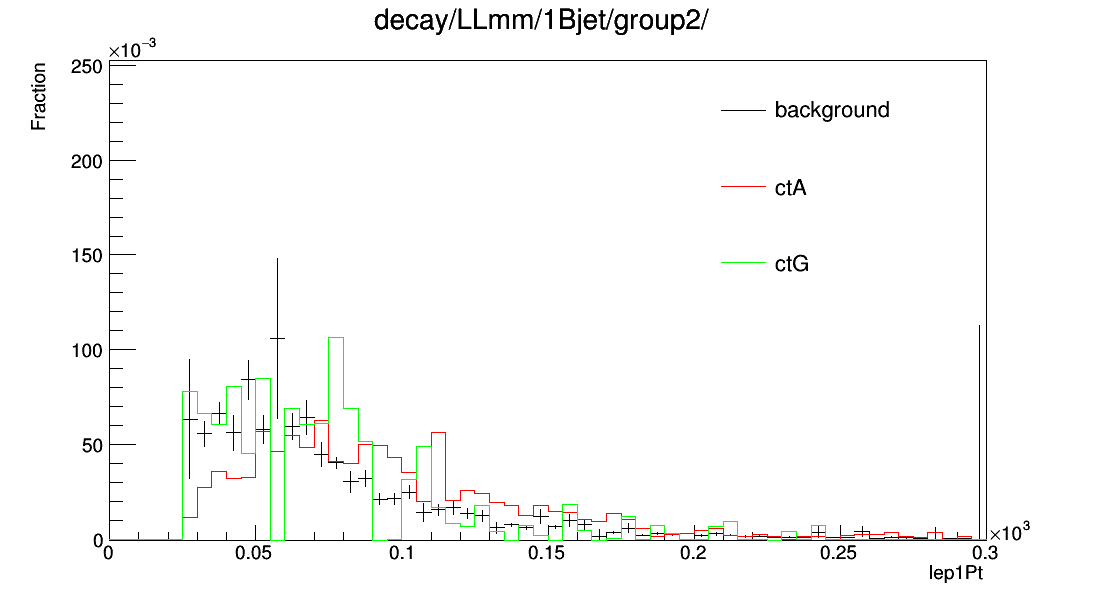 decay/LLmm/1Bjet/group2/
×10⁻³
Fraction
250
200
150
100
50
0
background
ctA
ctG
0 0.05 0.1 0.15 0.2 0.25 0.3
×10³
lep1Pt